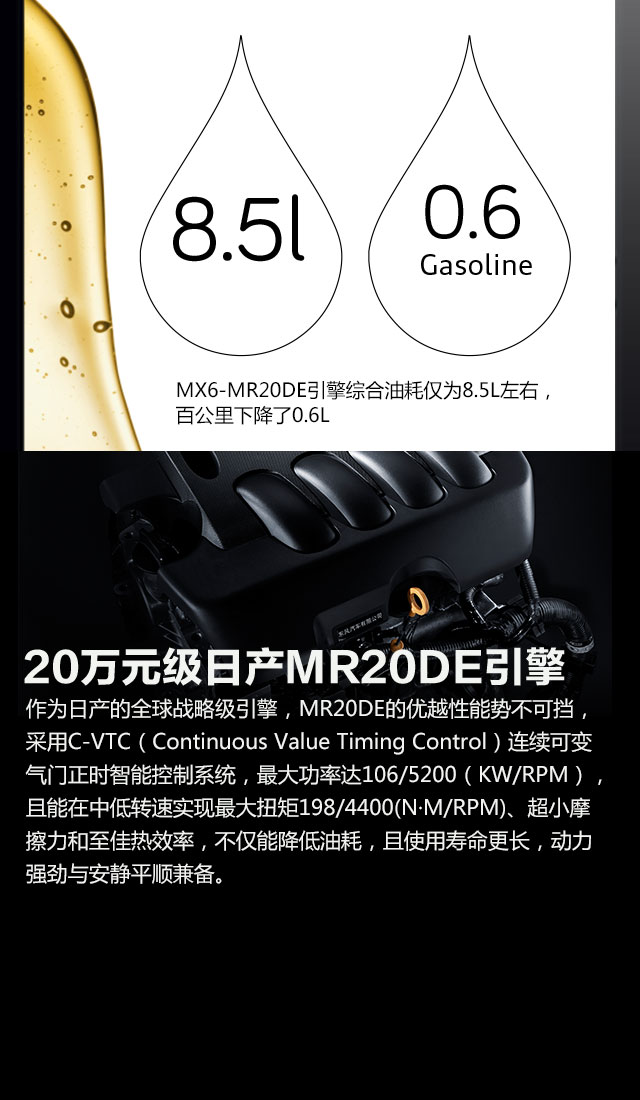 8.5l
0.6
Gasoline
MX6-MR20DE引擎综合油耗仅为8.5L左右，
百公里下降了0.6L
东风汽车有限公司
20万元级日产MR20DE引擎
作为日产的全球战略级引擎，MR20DE的优越性能势不可挡，
采用C-VTC（Continuous Value Timing Control）连续可变
气门正时智能控制系统，最大功率达106/5200（KW/RPM），
且能在中低转速实现最大扭矩198/4400(N·M/RPM)、超小摩
擦力和至佳热效率，不仅能降低油耗，且使用寿命更长，动力
强劲与安静平顺兼备。